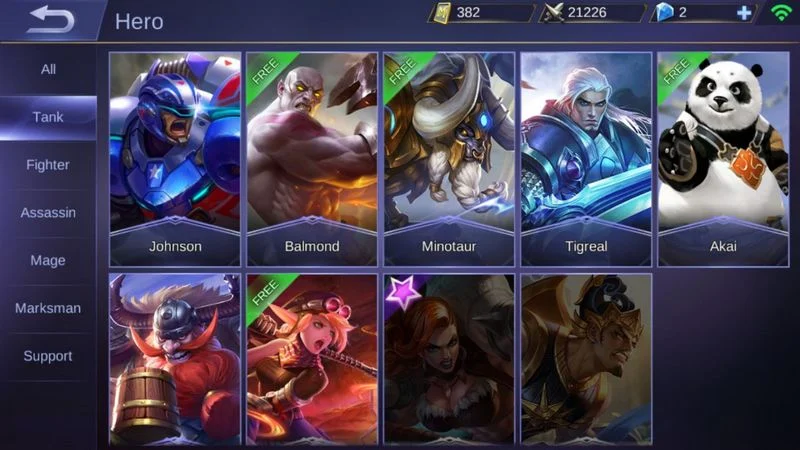 Hero
382
21226
2
All
Tank
Fighter
Assassin
Mage
Marksman
Support
Johnson
FREE
Balmond
FREE
Minotaur
Tigreal
FREE
Akai
FREE